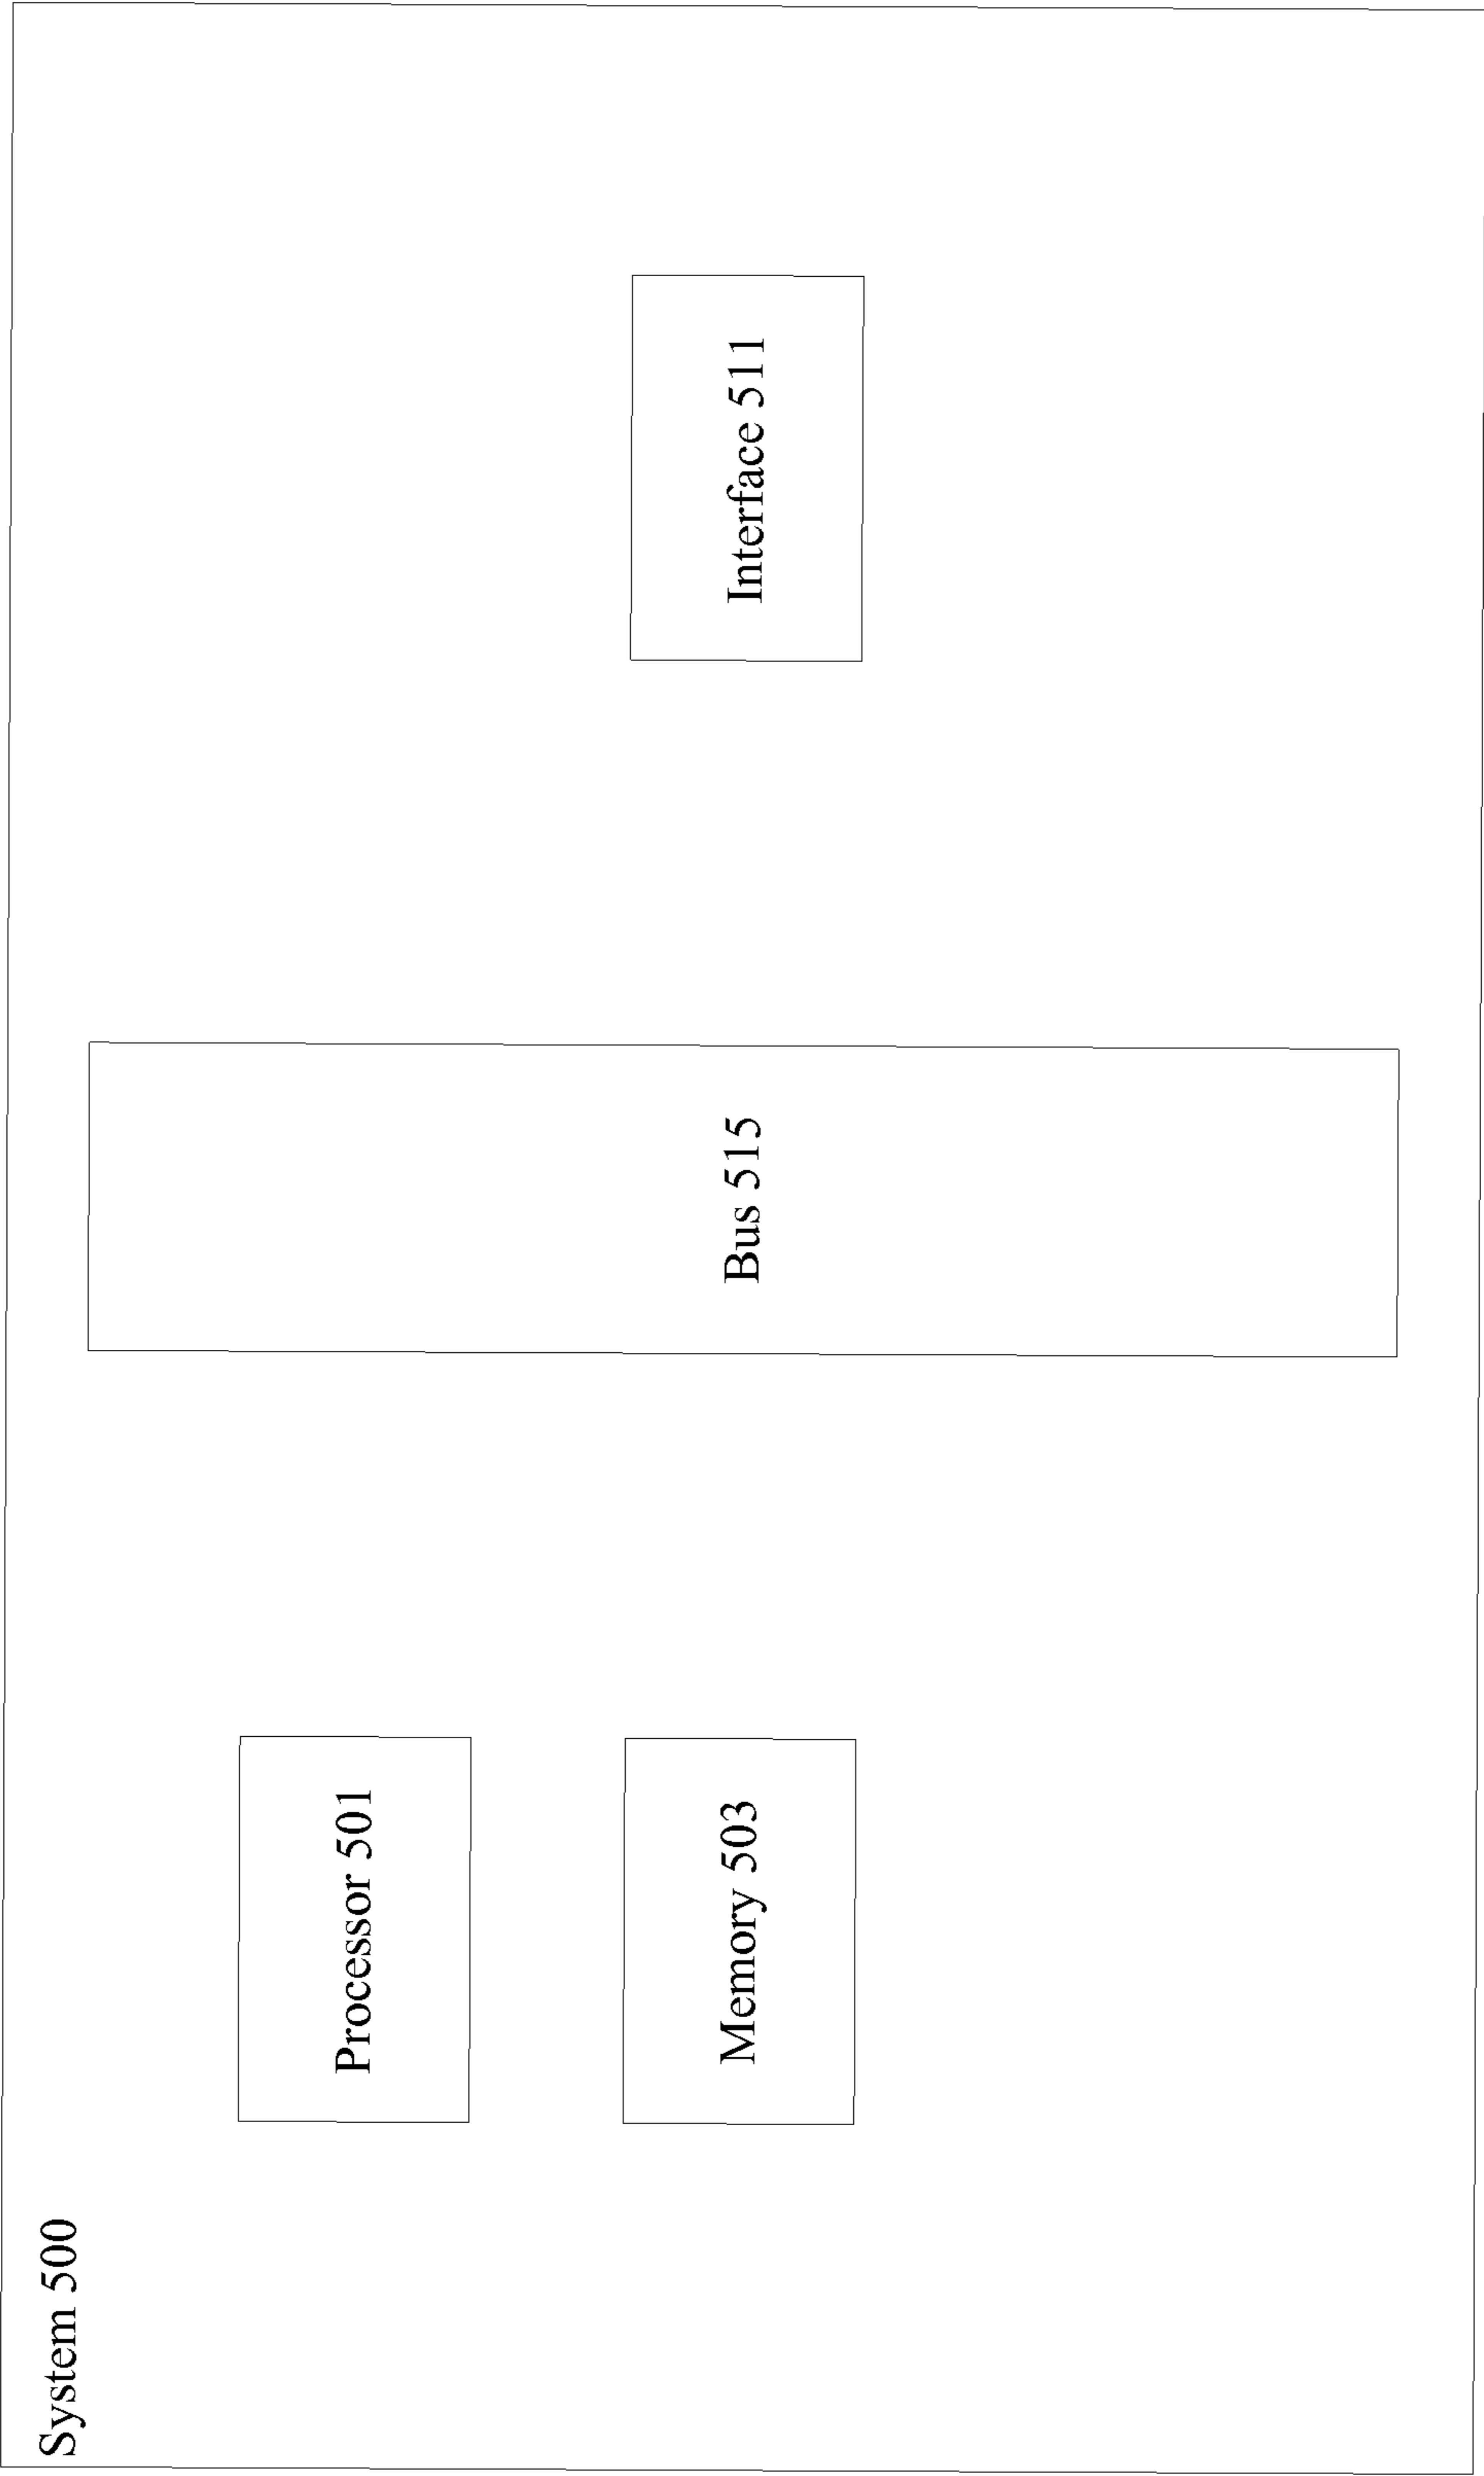 System 500
Processor 501
Memory 503
Bus 515
Interface 511